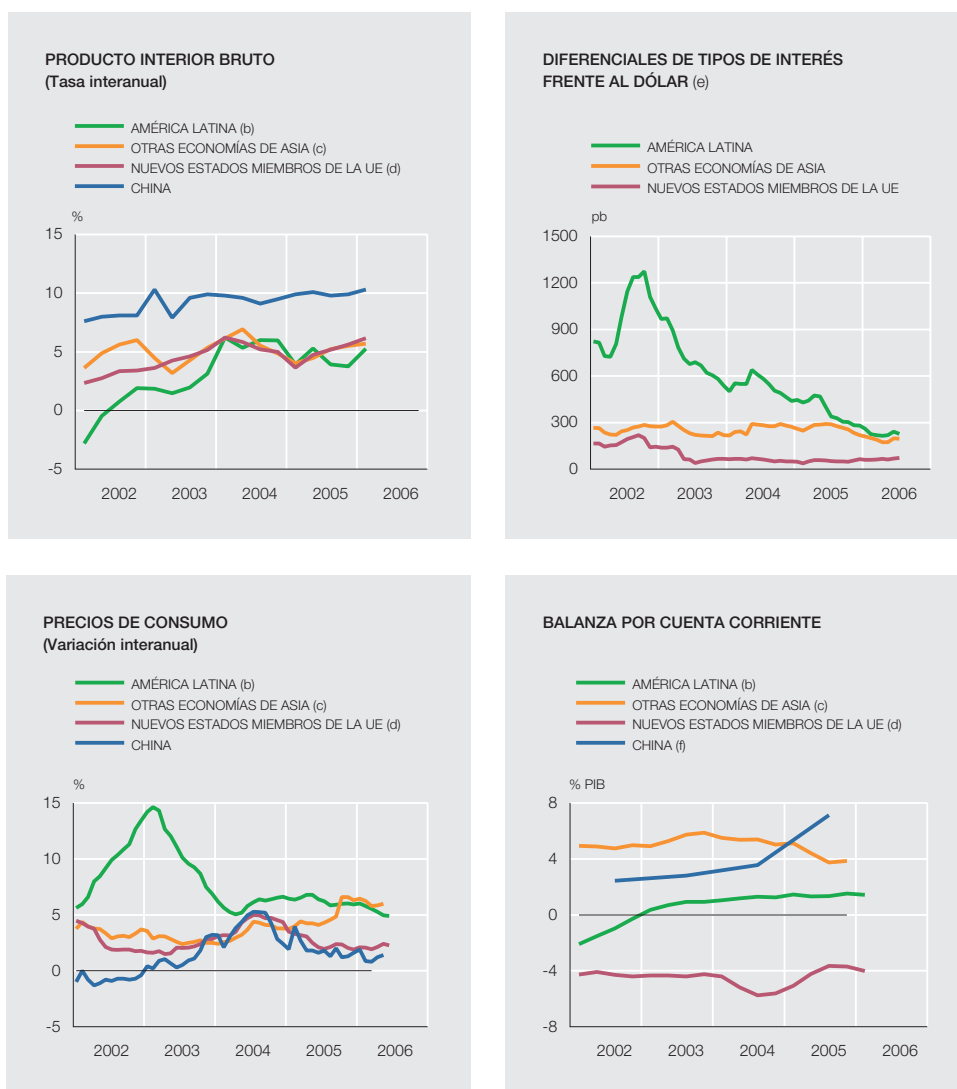 PRODUCTO INTERIOR BRUTO
(Tasa interanual)
AMÉRICA LATINA (b)
OTRAS ECONOMÍAS DE ASIA (c)
NUEVOS ESTADOS MIEMBROS DE LA UE (d)
CHINA
%
15
10
5
0
-5
2002 2003 2004 2005 2006
DIFERENCIALES DE TIPOS DE INTERÉS
FRENTE AL DÓLAR (e)
AMÉRICA LATINA
OTRAS ECONOMÍAS DE ASIA
NUEVOS ESTADOS MIEMBROS DE LA UE
pb
1500
1200
900
600
300
0
2002 2003 2004 2005 2006
PRECIOS DE CONSUMO
(Variación interanual)
AMÉRICA LATINA (b)
OTRAS ECONOMÍAS DE ASIA (c)
NUEVOS ESTADOS MIEMBROS DE LA UE (d)
CHINA
%
15
10
5
0
-5
2002 2003 2004 2005 2006
BALANZA POR CUENTA CORRIENTE
AMÉRICA LATINA (b)
OTRAS ECONOMÍAS DE ASIA (c)
NUEVOS ESTADOS MIEMBROS DE LA UE (d)
CHINA (f)
% PIB
8
4
0
-4
-8
2002 2003 2004 2005 2006